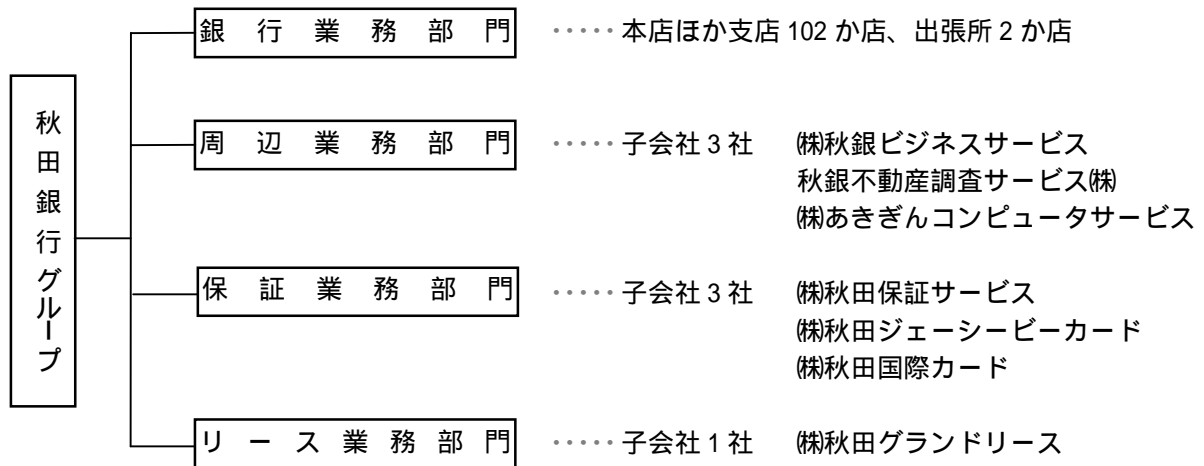 銀行業務部門 ····· 本店ほか支店 102 か店、出張所 2 か店
秋田銀行グループ
周辺業務部門 ····· 子会社 3 社 ㈱秋銀ビジネスサービス
秋銀不動産調査サービス㈱
㈱あきぎんコンピュータサービス
保証業務部門 ····· 子会社 3 社 ㈱秋田保証サービス
㈱秋田ジェーシービーカード
㈱秋田国際カード
リース業務部門 ····· 子会社 1 社 ㈱秋田グランドリース